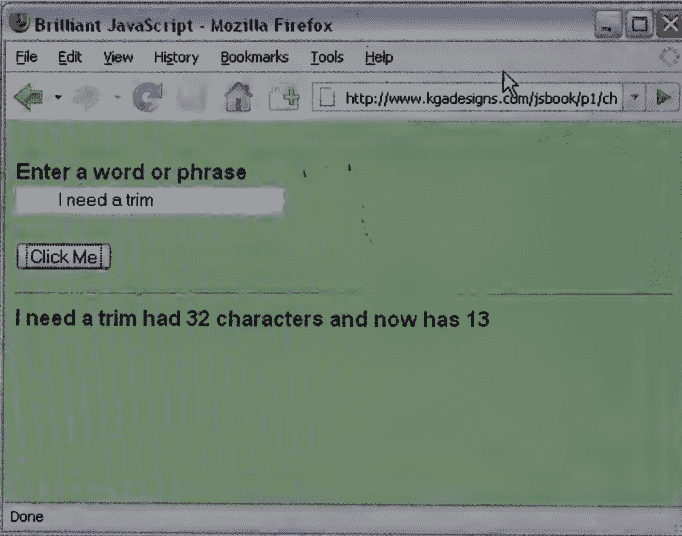 Brilliant JavaScript - Mozilla Firefox
File Edit View History Bookmarks Tools Help
http://www.kgadesigns.com/jsbook/p1/ch
Enter a word or phrase
I need a trim
Click Me
I need a trim had 32 characters and now has 13
Done